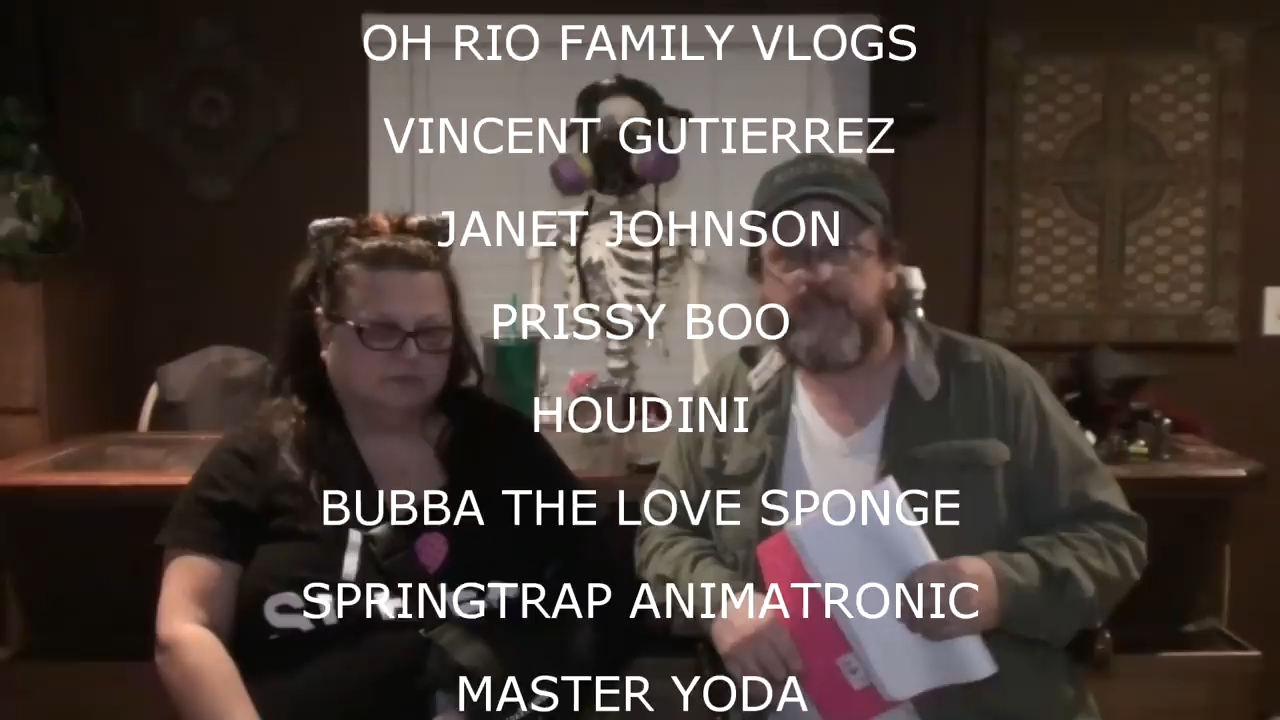 OH RIO FAMILY VLOGS
VINCENT GUTIERREZ
JANET JOHNSON
PRISSY BOO
HOUDINI
BUBBA THE LOVE SPONGE
SPRINGTRAP ANIMATRONIC
MASTER YODA